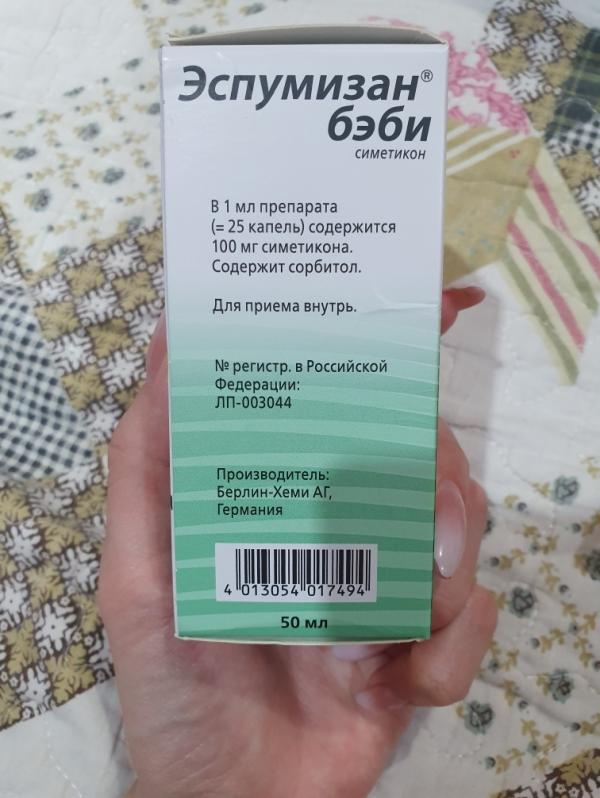 Эспумизан®
бэби
симетикон
В 1 мл препарата
(= 25 капель) содержится
100 мг симетикона.
Содержит сорбитол.
Для приема внутрь.
№ регистр. в Российской
Федерации:
ЛП-003044
Производитель:
Берлин-Хеми АГ,
Германия
4 013054 017494
50 мл